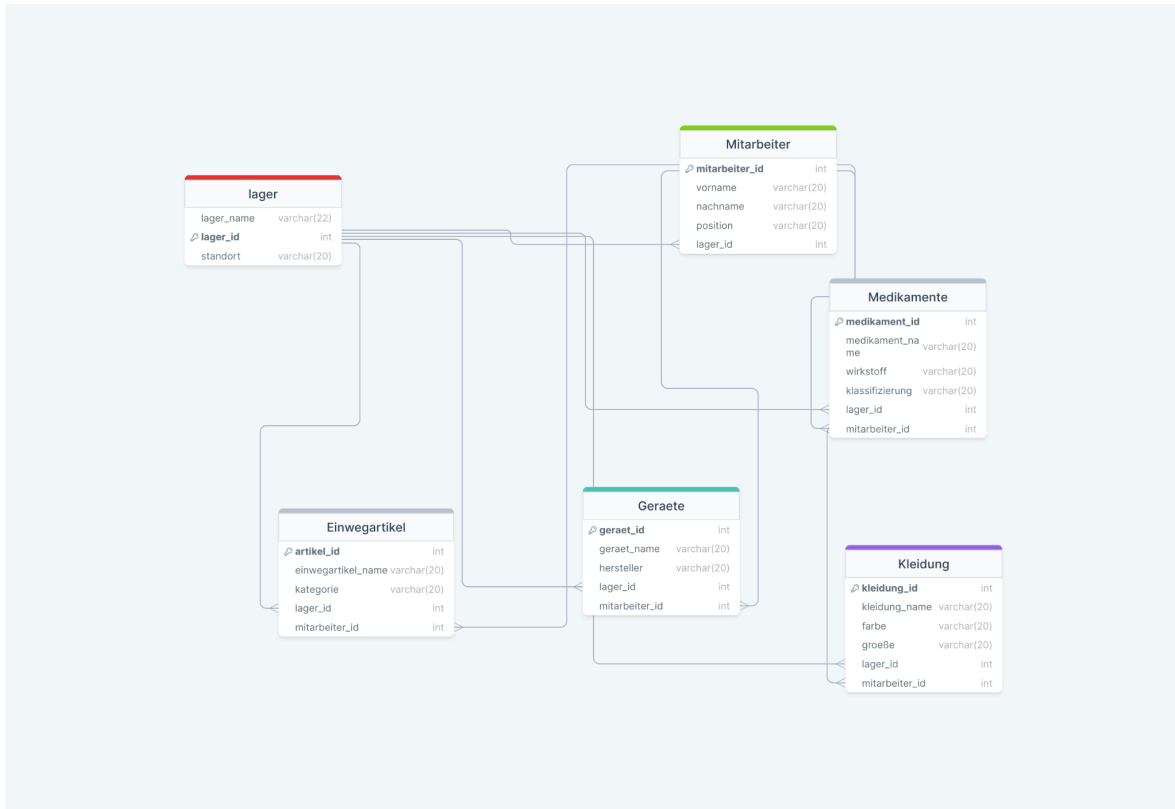 Mitarbeiter
mitarbeiter_id int
vorname varchar(20)
nachname varchar(20)
position varchar(20)
lager_id int
lager
lager_name varchar(22)
lager_id int
standort varchar(20)
Medikamente
medikament_id int
medikament_na
me varchar(20)
wirkstoff varchar(20)
klassifizierung varchar(20)
lager_id int
mitarbeiter_id int
Einwegartikel
artikel_id int
einwegartikel_name varchar(20)
kategorie varchar(20)
lager_id int
mitarbeiter_id int
Geraete
geraet_id int
geraet_name varchar(20)
hersteller varchar(20)
lager_id int
mitarbeiter_id int
Kleidung
kleidung_id int
kleidung_name varchar(20)
farbe varchar(20)
groeße varchar(20)
lager_id int
mitarbeiter_id int